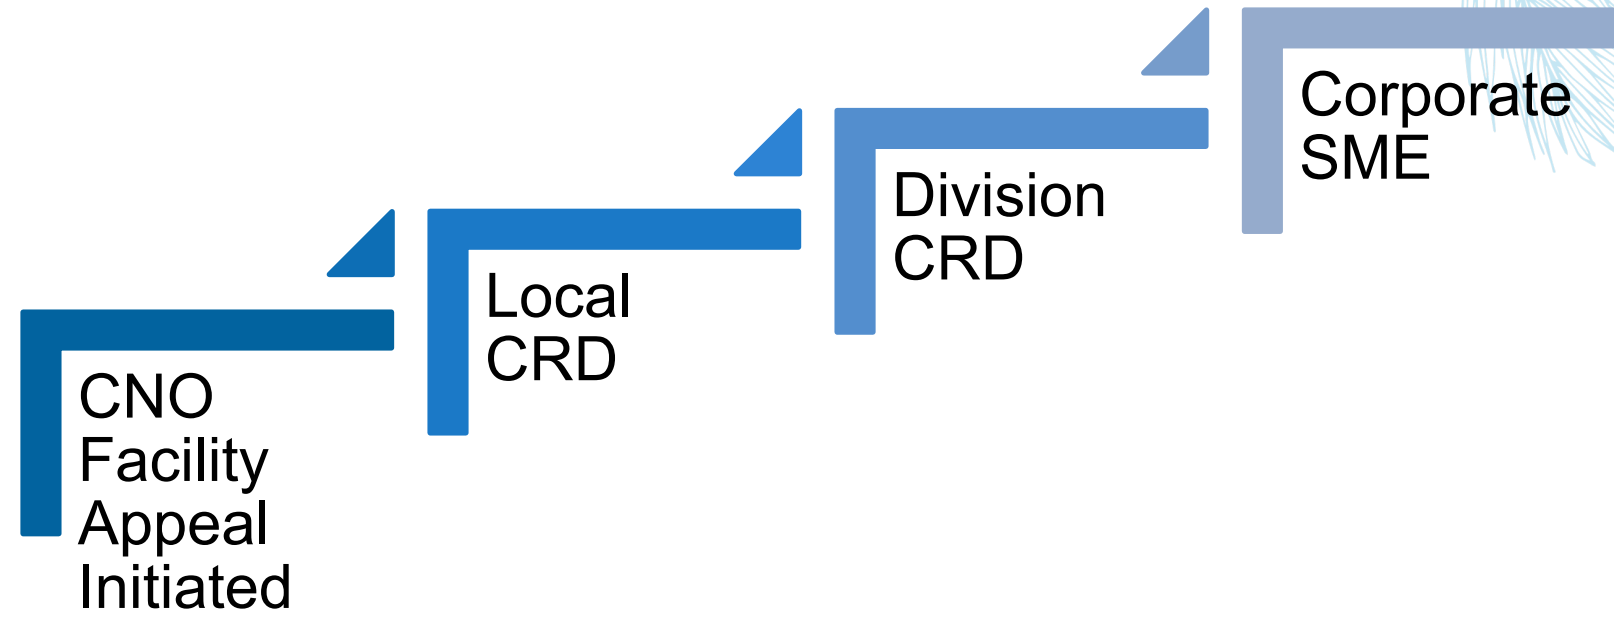 CNO
Facility
Appeal
Initiated
Local
CRD
Division
CRD
Corporate
SME